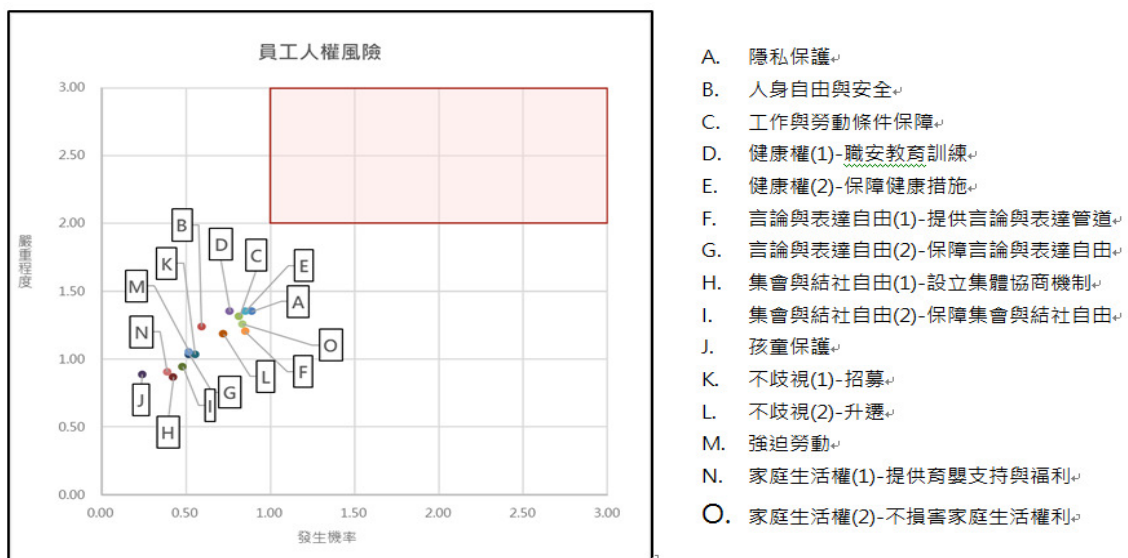 員工人權風險
3.00
2.50
2.00
1.50
1.00
0.50
0.00
嚴重程度
B
D
C
K
E
M
A
N
O
F
L
J
G
I
H
0.00 0.50 1.00 2.00 2.50 3.00
發生機率
A. 隱私保護
B. 人身自由與安全
C. 工作與勞動條件保障
D. 健康權(1)-職安教育訓練
E. 健康權(2)-保障健康措施
F. 言論與表達自由(1)-提供言論與表達管道
G. 言論與表達自由(2)-保障言論與表達自由
H. 集會與結社自由(1)-設立集體協商機制
I. 集會與結社自由(2)-保障集會與結社自由
J. 孩童保護
K. 不歧視(1)-招募
L. 不歧視(2)-升遷
M. 強迫勞動
N. 家庭生活權(1)-提供育嬰支持與福利
O. 家庭生活權(2)-不損害家庭生活權利